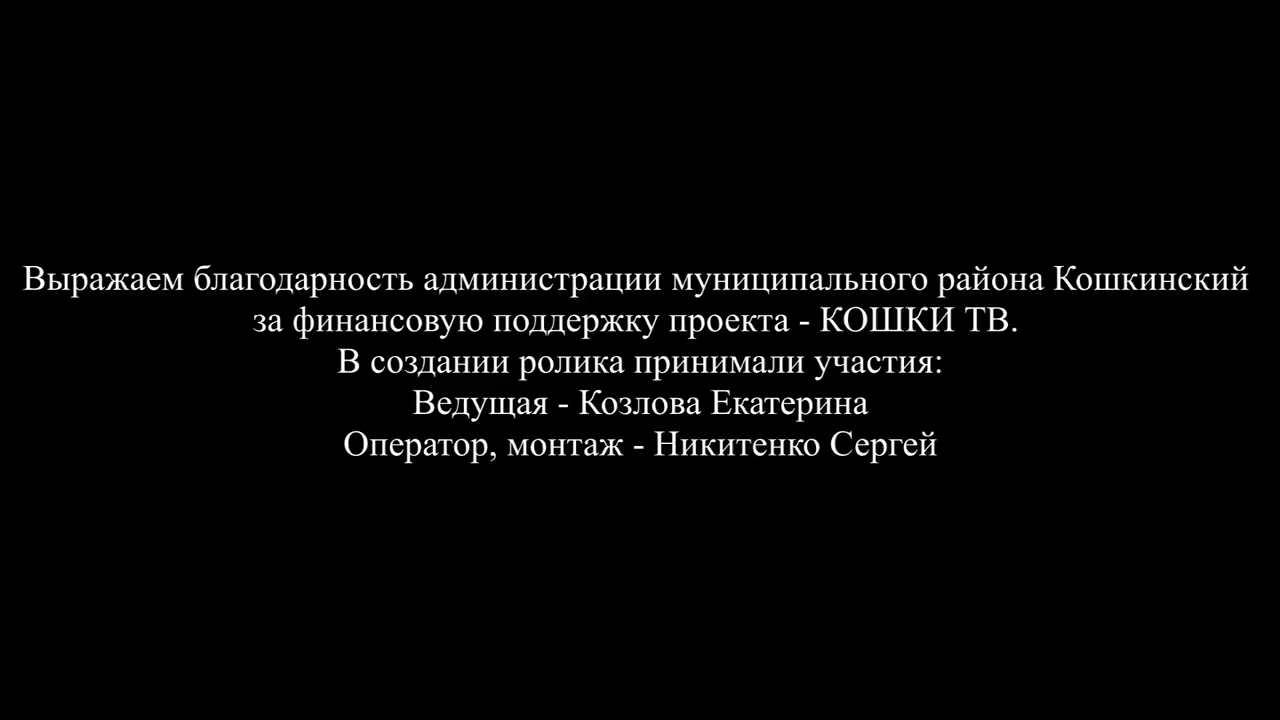 Выражаем благодарность администрации муниципального района Кошкинский
за финансовую поддержку проекта - КОШКИ ТВ.
В создании ролика принимали участия:
Ведущая - Козлова Екатерина
Оператор, монтаж - Никитенко Сергей